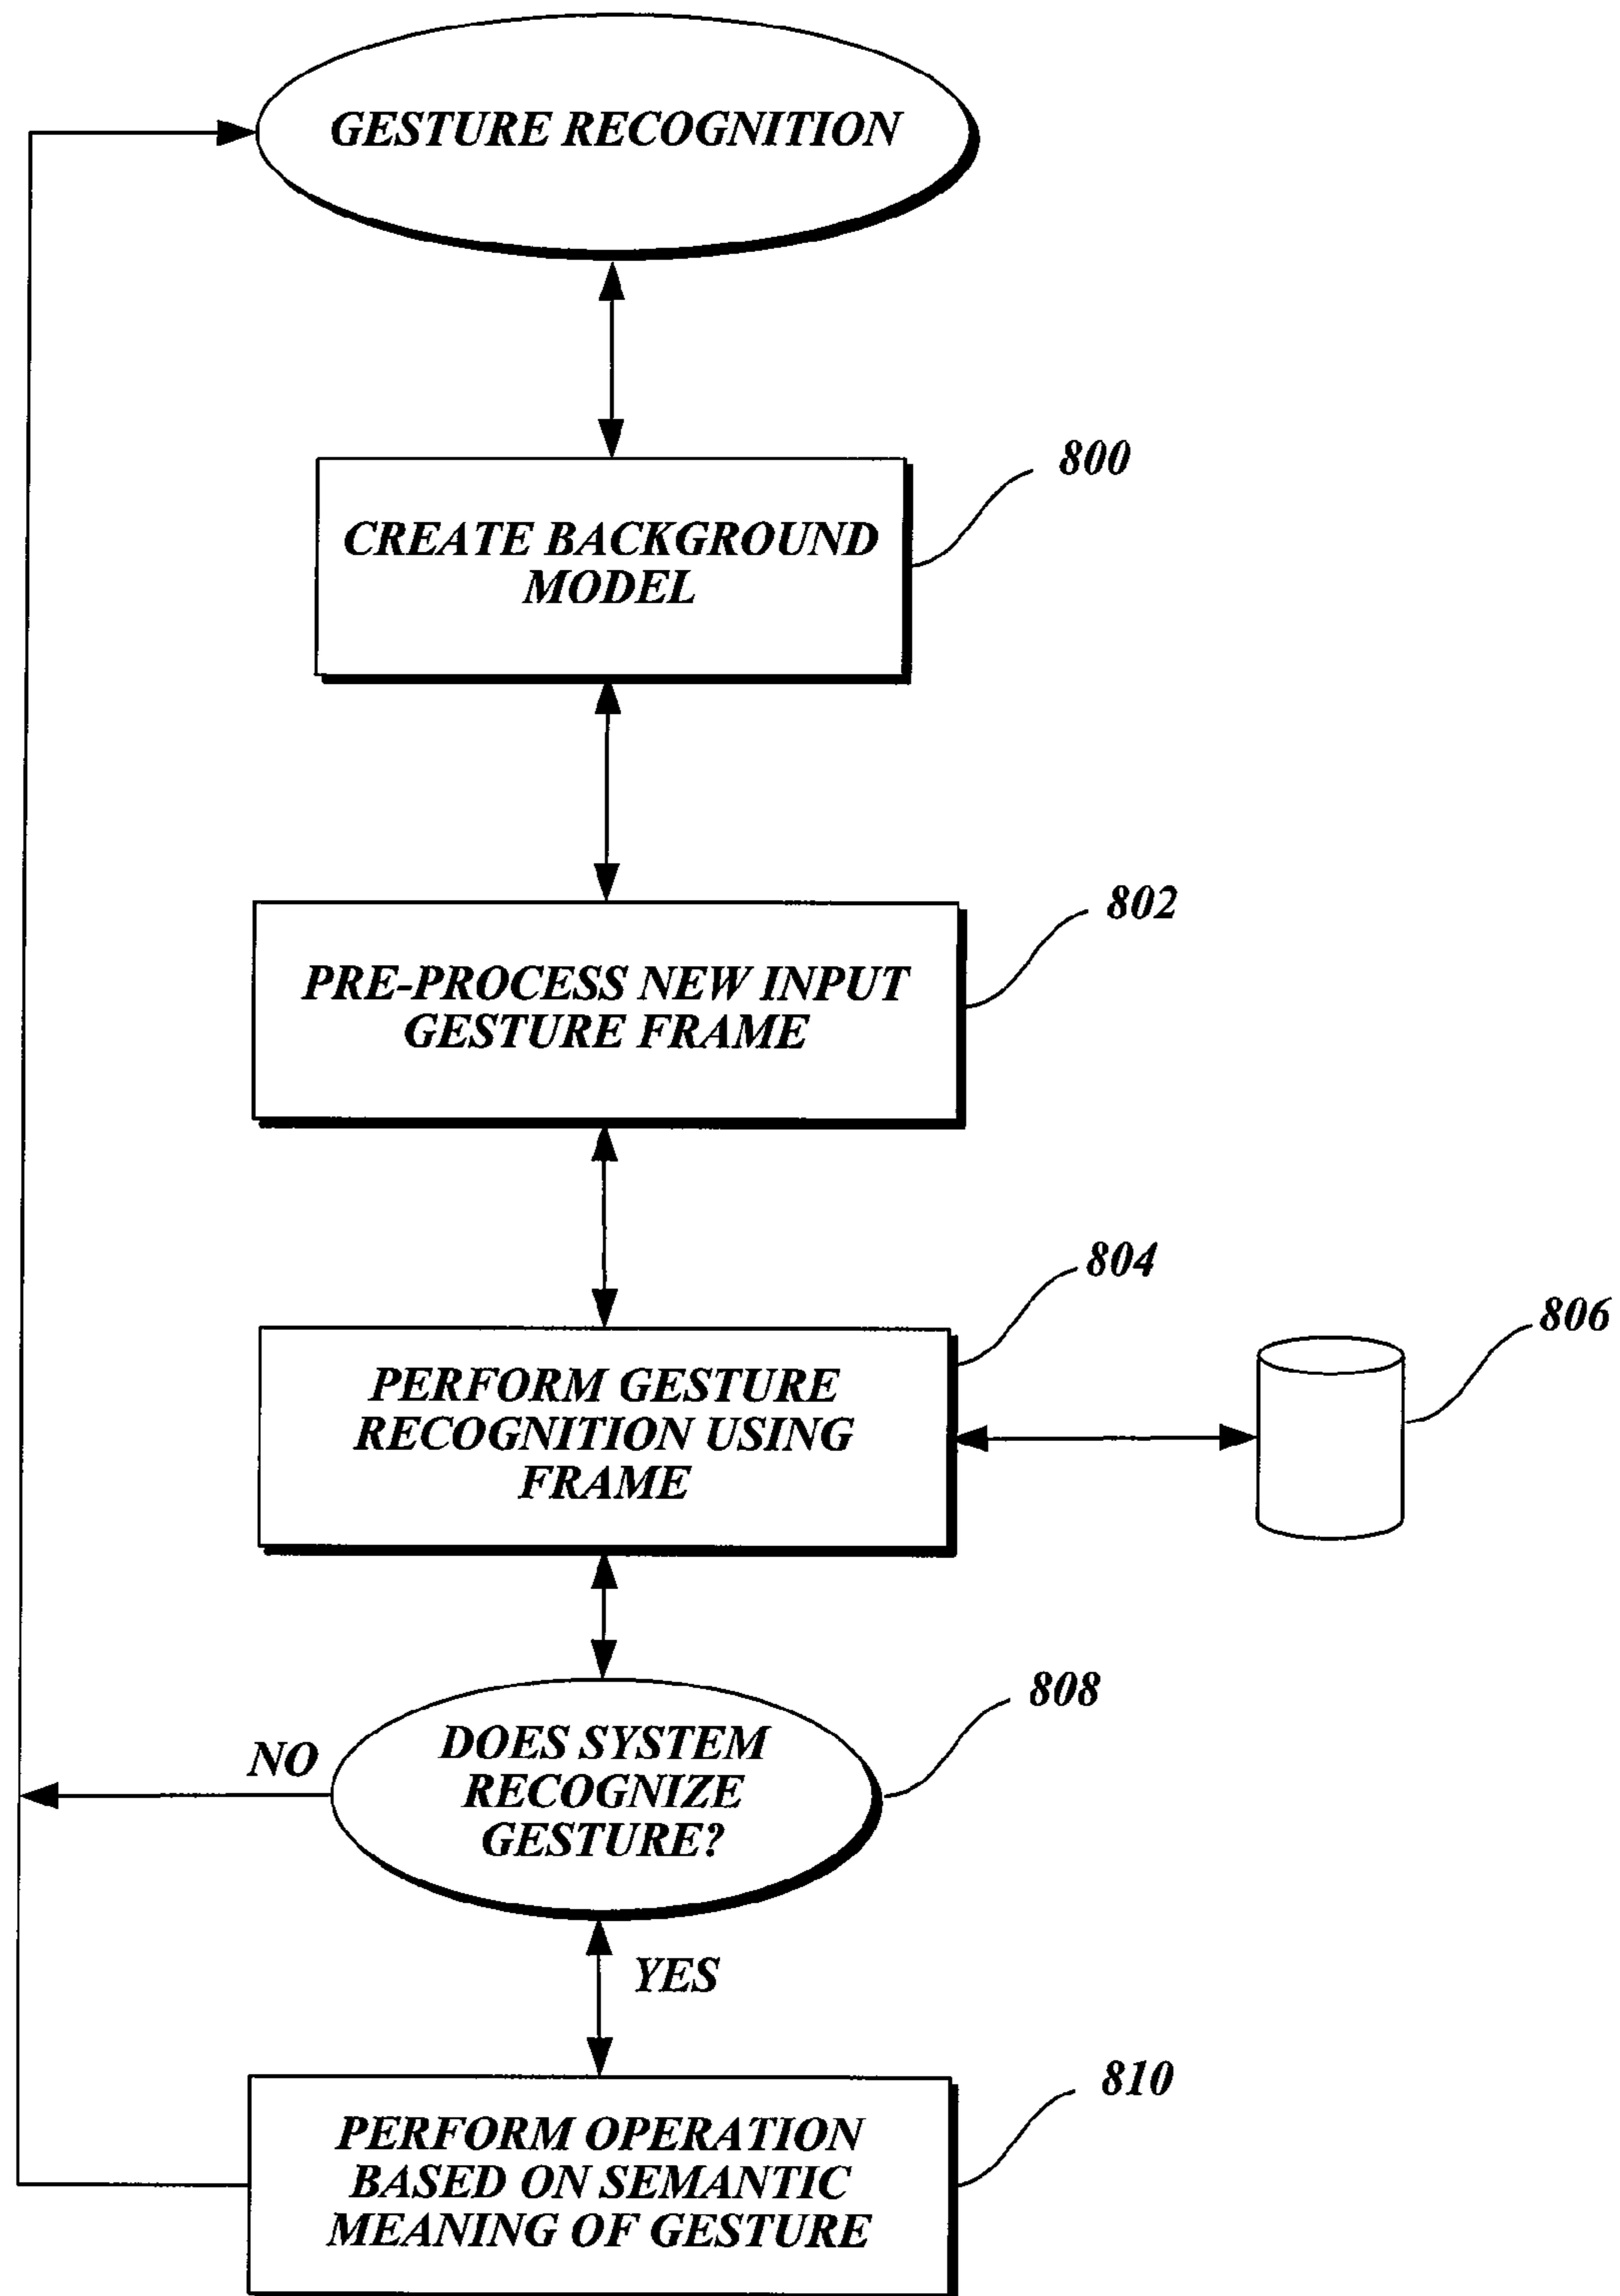 GESTURE RECOGNITION
800
CREATE BACKGROUND
MODEL
802
PRE-PROCESS NEW INPUT
GESTURE FRAME
804
806
PERFORM GESTURE
RECOGNITION USING
FRAME
808
DOES SYSTEM
RECOGNIZE
GESTURE?
NO
YES
810
PERFORM OPERATION
BASED ON SEMANTIC
MEANING OF GESTURE